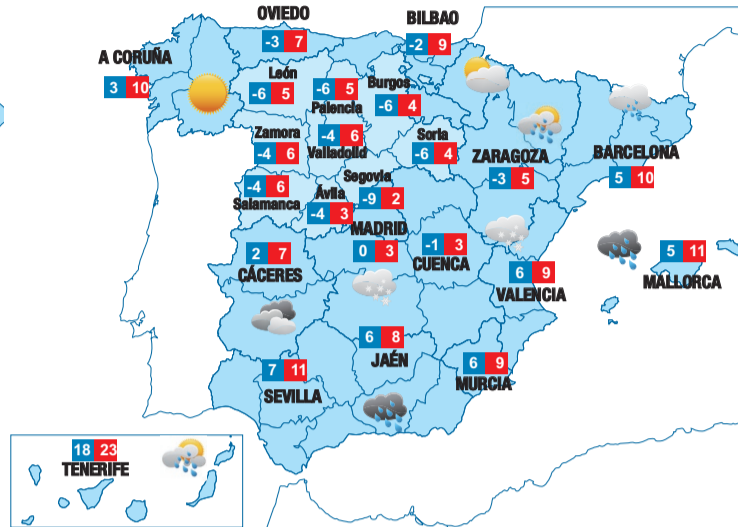 OVIEDO
-3 7
BILBAO
-2 9
A CORUÑA
3 10
León
-6 5
-6 5
Palencia
Burgos
-6 4
Zamora
-4 6
-4 6
Valladolid
Soria
-6 4
ZARAGOZA
-3 5
BARCELONA
5 10
-4 6
Salamanca
Ávila
-4 3
Segovia
-9 2
MADRID
0 3
-1 3
CUENCA
2 7
CÁCERES
6 9
VALENCIA
5 11
MALLORCA
6 8
JAÉN
6 9
MURCIA
7 11
SEVILLA
18 23
TENERIFE